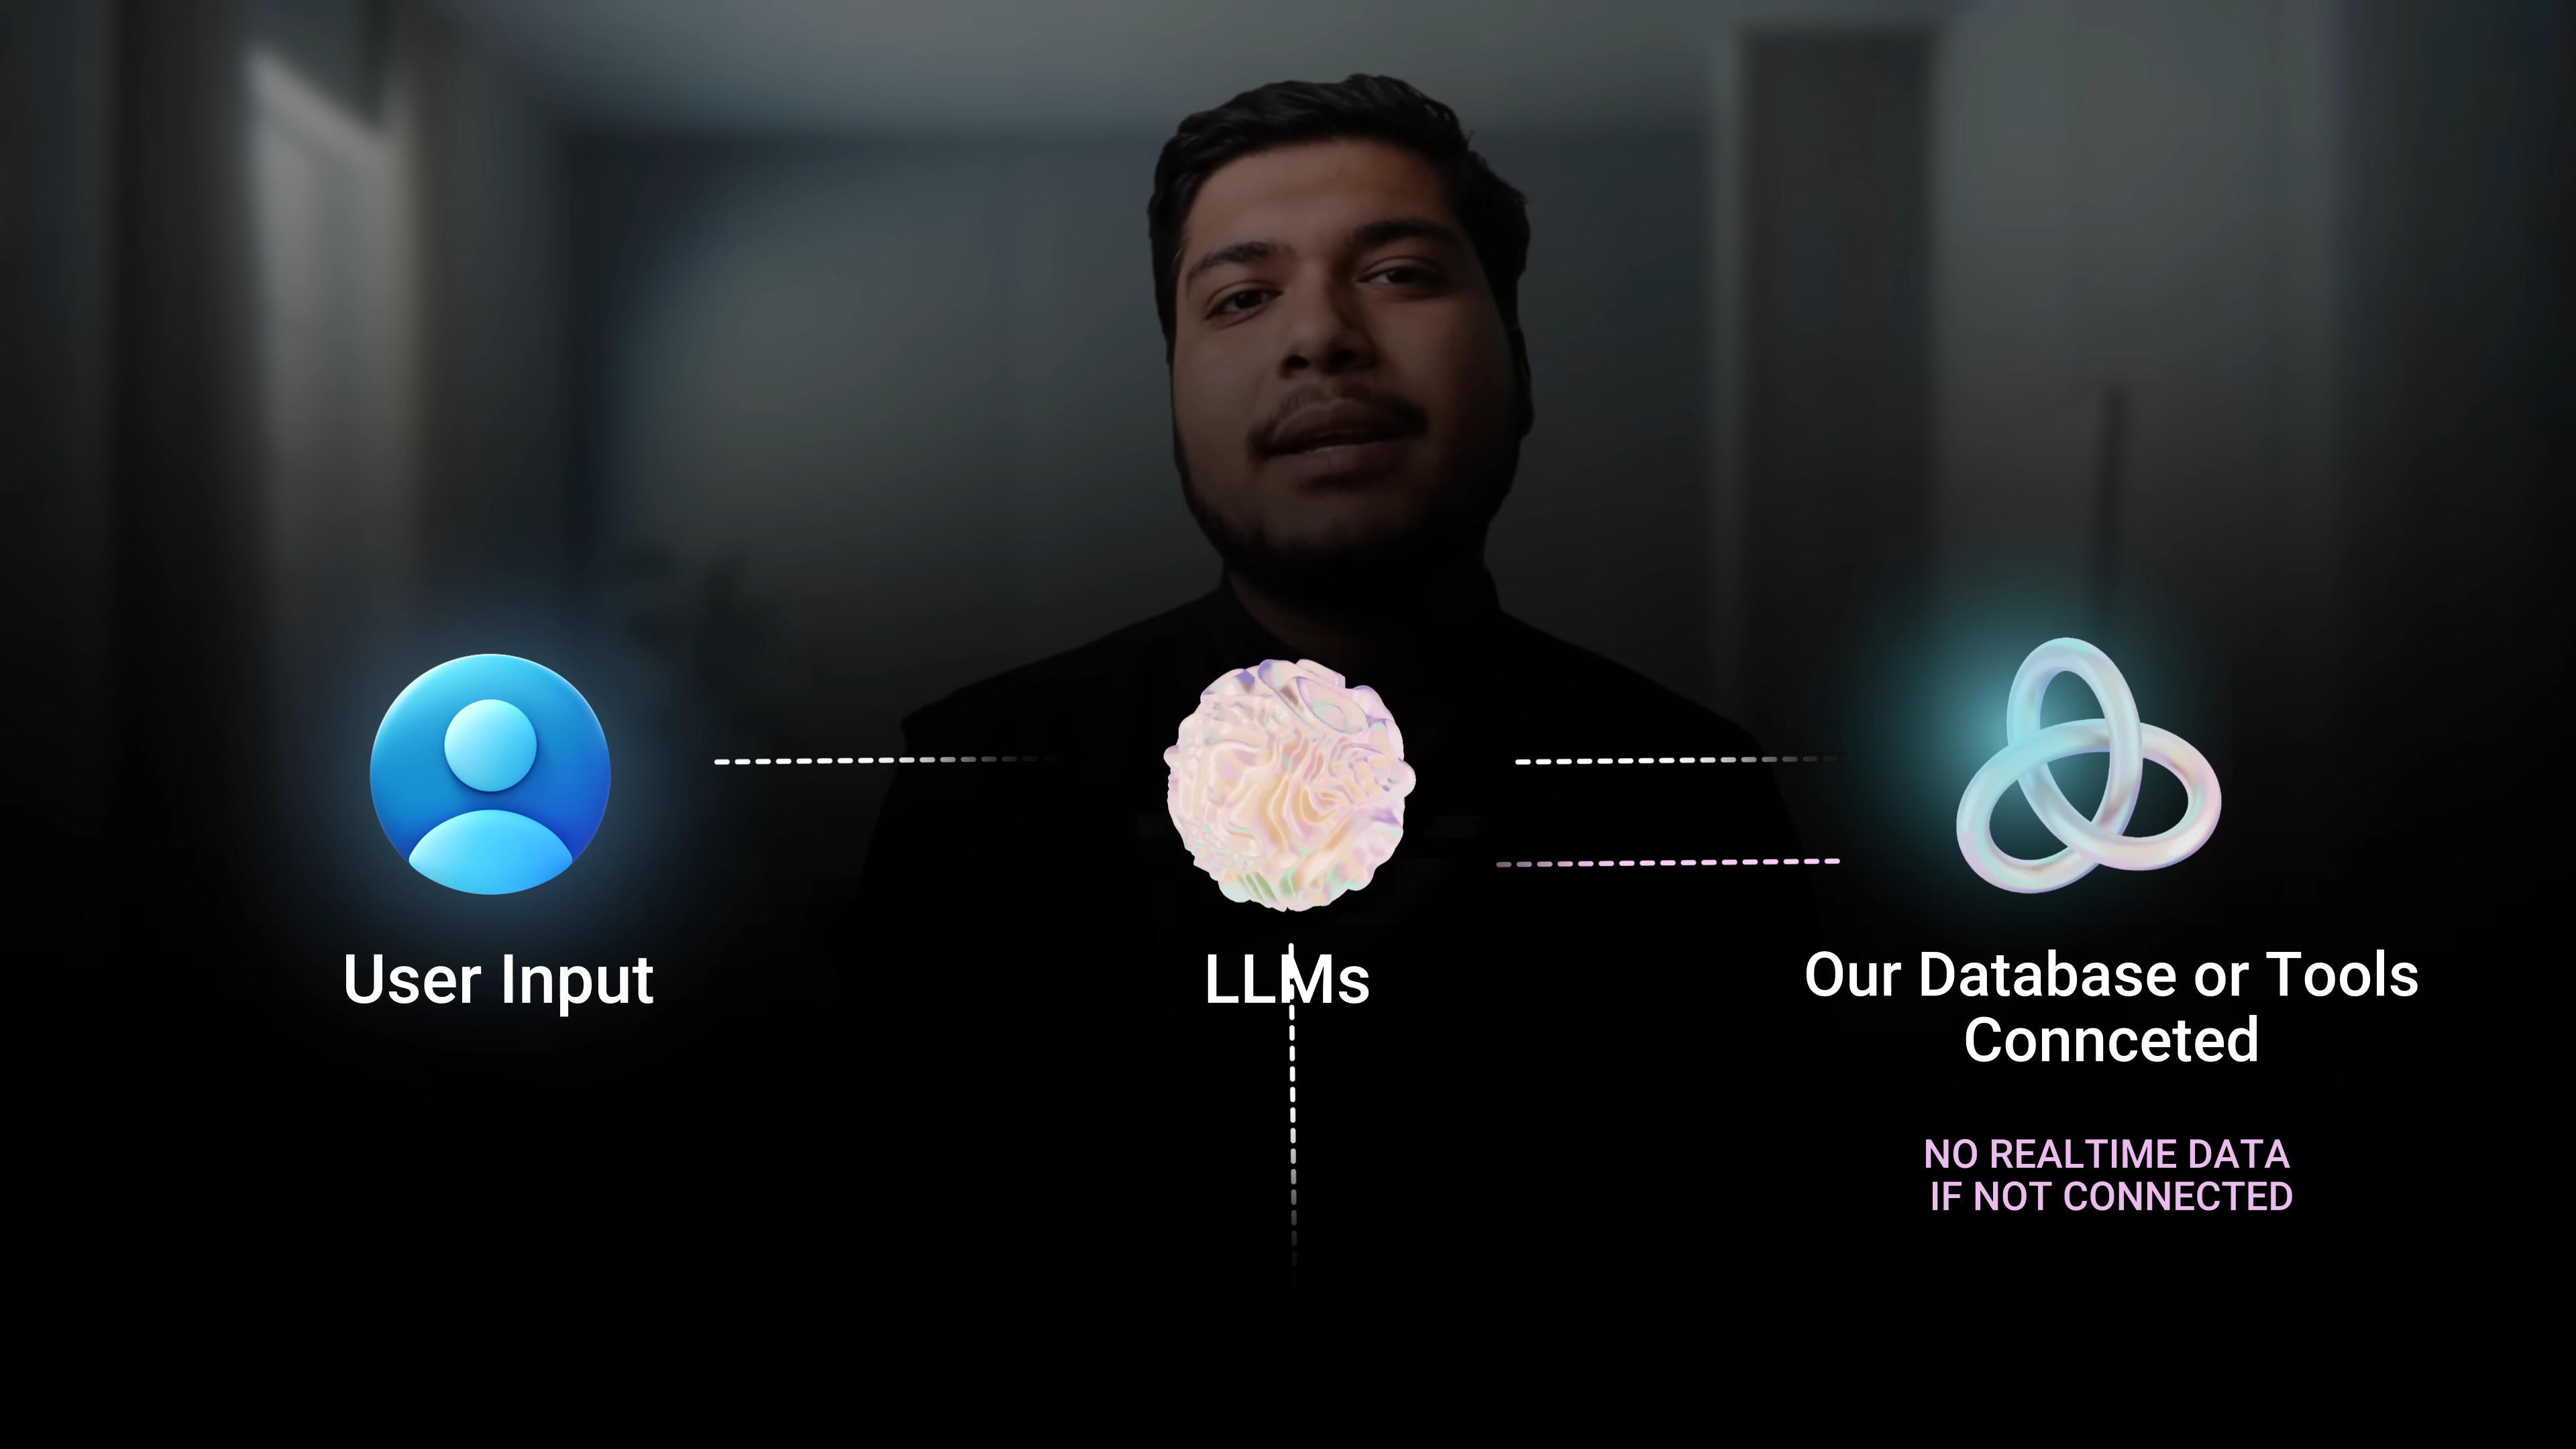 User Input
LLMs
Our Database or Tools
Connceted
NO REALTIME DATA
IF NOT CONNECTED